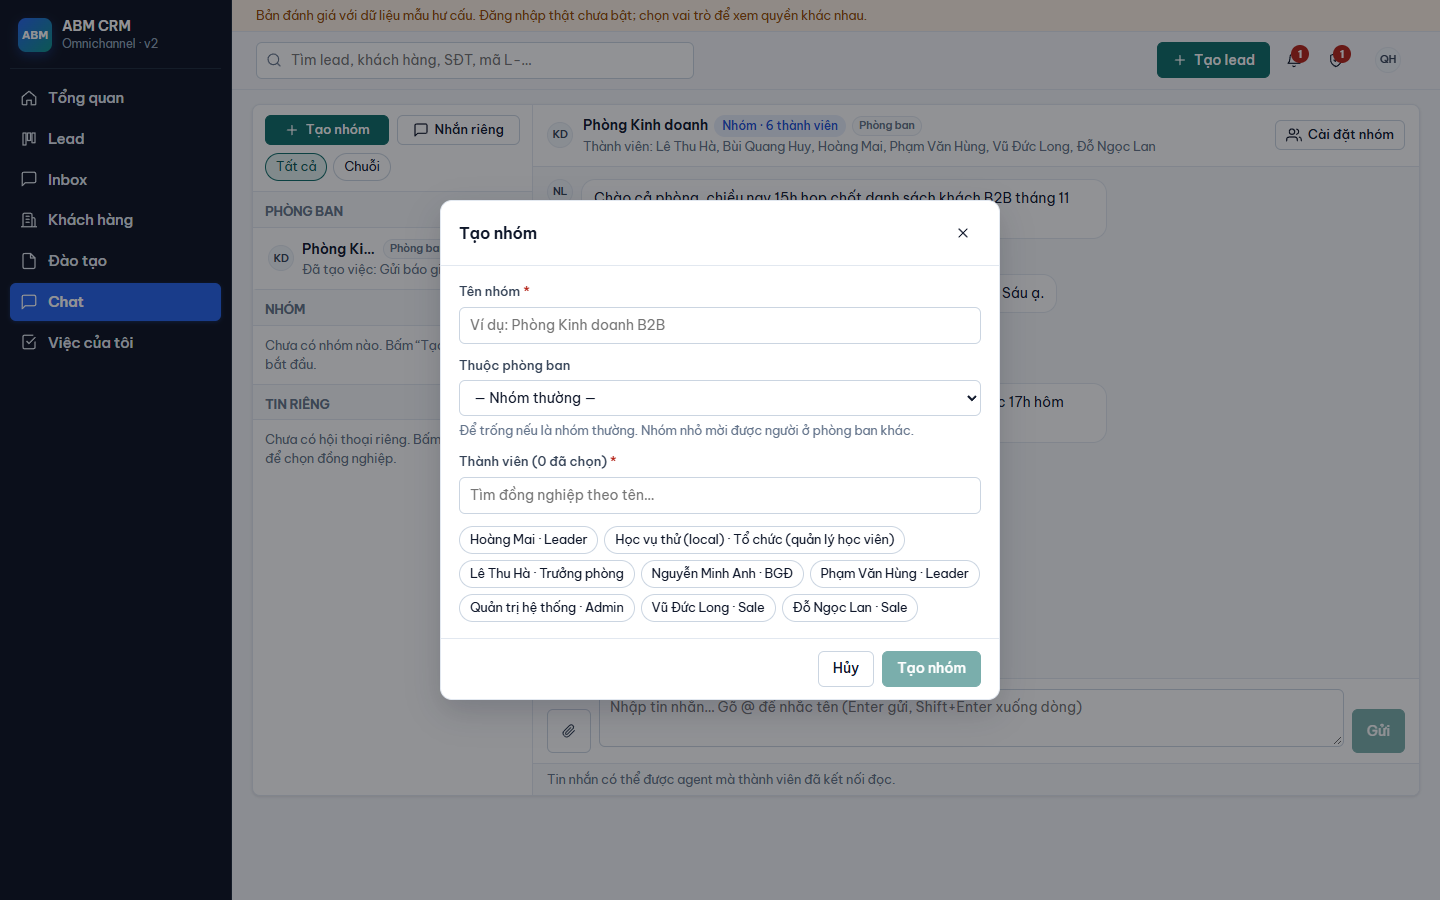 ABM
ABM CRM
Omnichannel · v2
Tổng quan
Lead
Inbox
Khách hàng
Đào tạo
Chat
Việc của tôi
Bản đánh giá với dữ liệu mẫu hư cấu. Đăng nhập thật chưa bật; chọn vai trò để xem quyền khác nhau.
Tìm lead, khách hàng, SĐT, mã L-...
Tạo lead
1
1
QH
Tạo nhóm
Nhắn riêng
Tất cả
Chuỗi
PHÒNG BAN
KD
Phòng Ki...
Phòng ba
Đã tạo việc: Gửi báo gi
NHÓM
Chưa có nhóm nào. Bấm “Tạo
bắt đầu.
TIN RIÊNG
Chưa có hội thoại riêng. Bấm
để chọn đồng nghiệp.
KD
Phòng Kinh doanh
Nhóm · 6 thành viên
Phòng ban
Thành viên: Lê Thu Hà, Bùi Quang Huy, Hoàng Mai, Phạm Văn Hùng, Vũ Đức Long, Đỗ Ngọc Lan
Cài đặt nhóm
NL
Chào cả phòng, chiều nay 15h họp chốt danh sách khách B2B tháng 11
Sáu ạ.
17h hôm
Tạo nhóm
Tên nhóm *
Ví dụ: Phòng Kinh doanh B2B
Thuộc phòng ban
— Nhóm thường —
Để trống nếu là nhóm thường. Nhóm nhỏ mời được người ở phòng ban khác.
Thành viên (0 đã chọn) *
Tìm đồng nghiệp theo tên...
Hoàng Mai · Leader
Học vụ thử (local) · Tổ chức (quản lý học viên)
Lê Thu Hà · Trưởng phòng
Nguyễn Minh Anh · BGĐ
Phạm Văn Hùng · Leader
Quản trị hệ thống · Admin
Vũ Đức Long · Sale
Đỗ Ngọc Lan · Sale
Hủy
Tạo nhóm
Nhập tin nhắn... Gõ @ để nhắc tên (Enter gửi, Shift+Enter xuống dòng)
Gửi
Tin nhắn có thể được agent mà thành viên đã kết nối đọc.